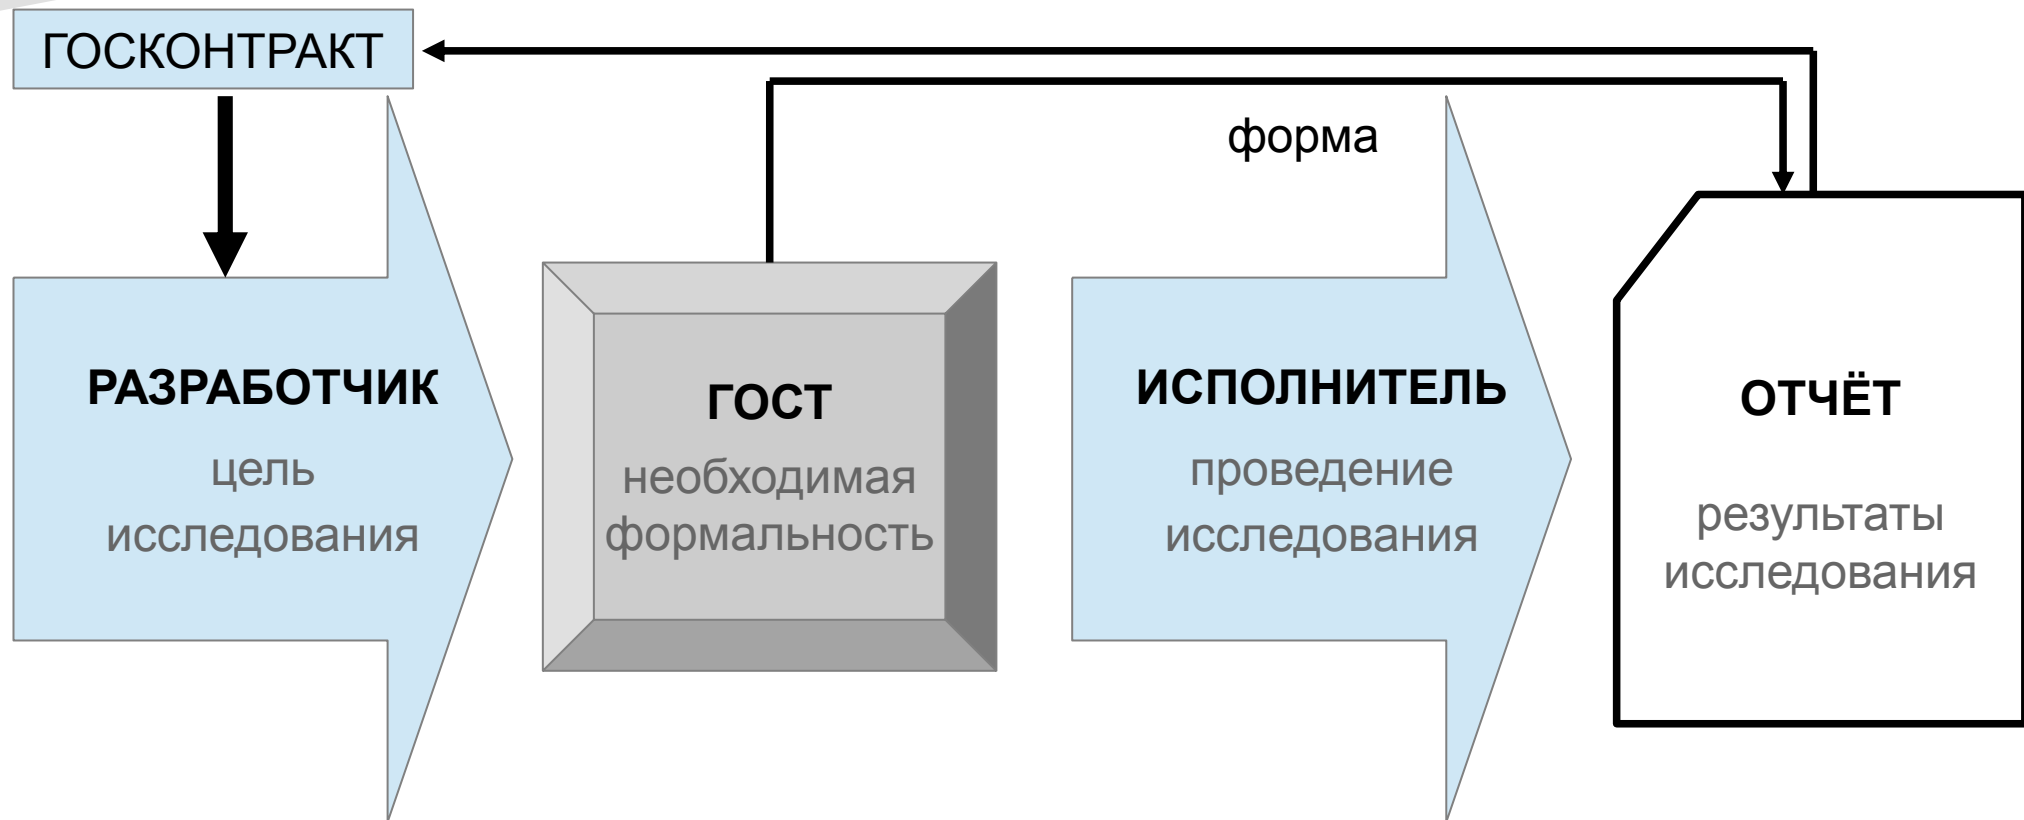 ГОСКОНТРАКТ
форма
РАЗРАБОТЧИК
цель
исследования
ГОСТ
необходимая
формальность
ИСПОЛНИТЕЛЬ
проведение
исследования
ОТЧЁТ
результаты
исследования